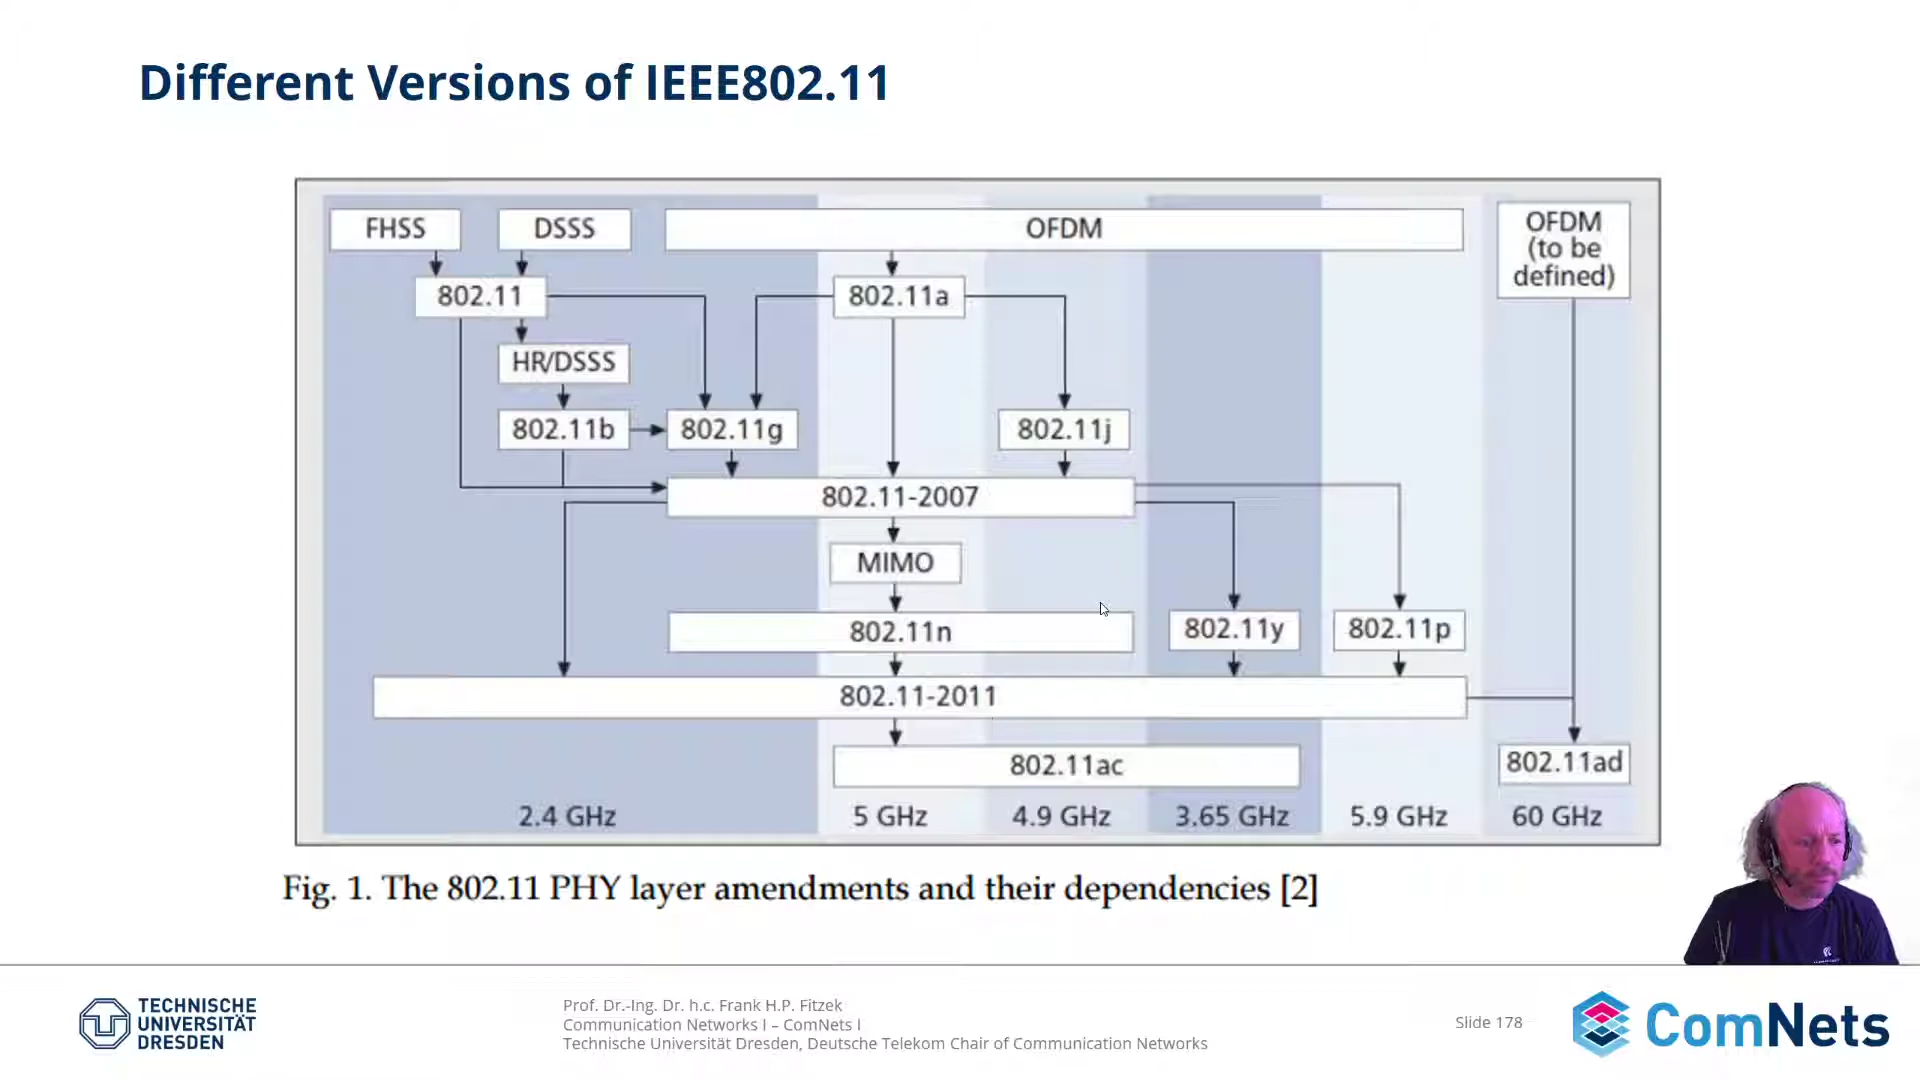 Different Versions of IEEE802.11
FHSS
DSSS
OFDM
OFDM
(to be
defined)
802.11
802.11a
HR/DSSS
802.11b
802.11g
802.11j
802.11-2007
MIMO
802.11n
802.11y
802.11p
802.11-2011
802.11ac
802.11ad
2.4 GHz
5 GHz
4.9 GHz
3.65 GHz
5.9 GHz
60 GHz
Fig. 1. The 802.11 PHY layer amendments and their dependencies [2]
TECHNISCHE
UNIVERSITÄT
DRESDEN
Prof. Dr.-Ing. Dr. h.c. Frank H.P. Fitzek
Communication Networks I – ComNets I
Technische Universität Dresden, Deutsche Telekom Chair of Communication Networks
Slide 178
ComNets